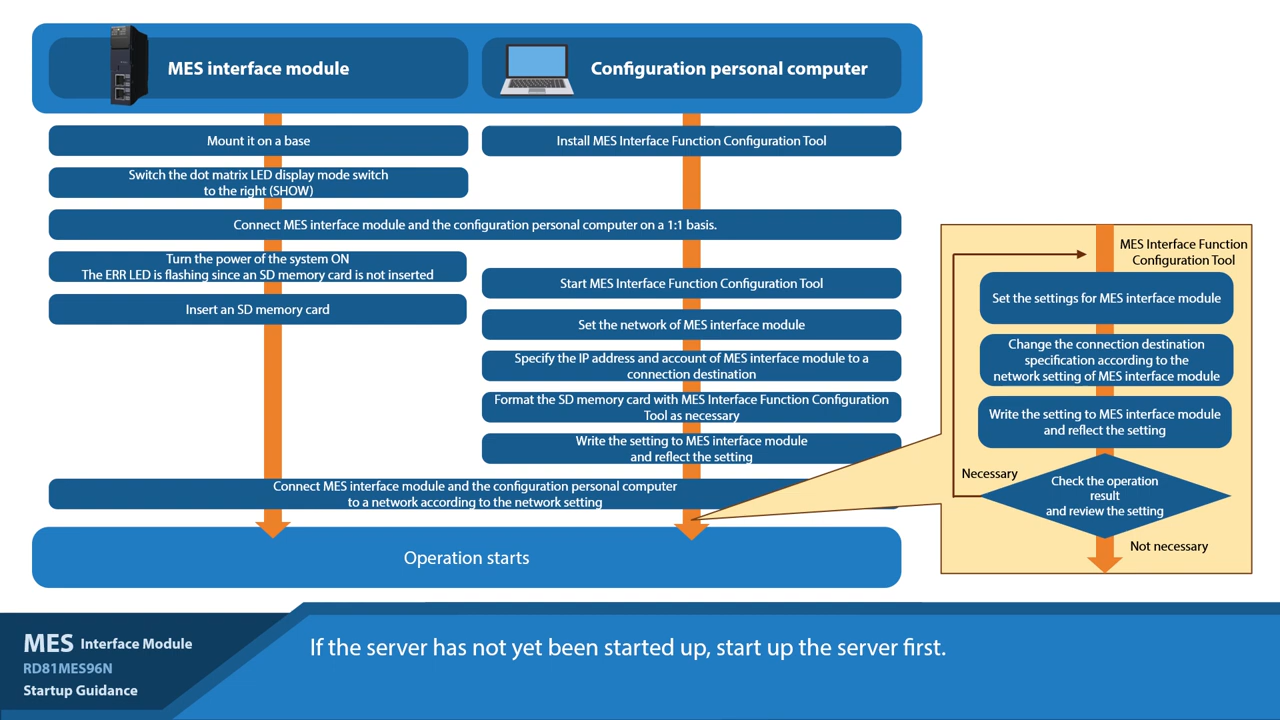 MES interface module
Configuration personal computer
Mount it on a base
Install MES Interface Function Configuration Tool
Switch the dot matrix LED display mode switch
to the right (SHOW)
Connect MES interface module and the configuration personal computer on a 1:1 basis.
Turn the power of the system ON
The ERR LED is flashing since an SD memory card is not inserted
Start MES Interface Function Configuration Tool
Insert an SD memory card
Set the network of MES interface module
Specify the IP address and account of MES interface module to a
connection destination
Format the SD memory card with MES Interface Function Configuration
Tool as necessary
Write the setting to MES interface module
and reflect the setting
Connect MES interface module and the configuration personal computer
to a network according to the network setting
Operation starts
MES Interface Function
Configuration Tool
Set the settings for MES interface module
Change the connection destination
specification according to the
network setting of MES interface module
Write the setting to MES interface module
and reflect the setting
Necessary
Check the operation
result
and review the setting
Not necessary
MES Interface Module
RD81MES96N
Startup Guidance
If the server has not yet been started up, start up the server first.